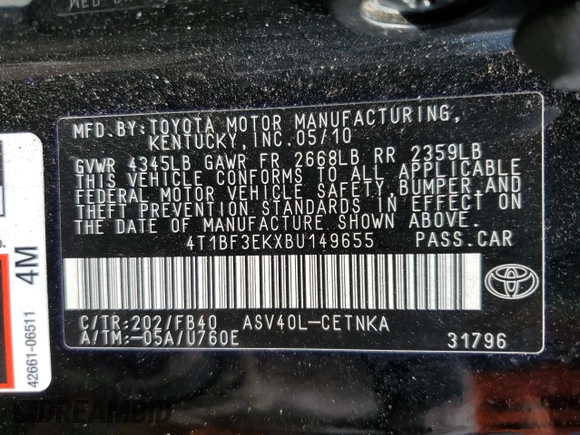 MFD.BY:TOYOTA MOTOR MANUFACTURING,
KENTUCKY,INC.05/10
GVWR 4345LB GAWR FR 2668LB RR 2359LB
THIS VEHICLE CONFORMS TO ALL APPLICABLE
FEDERAL MOTOR VEHICLE SAFETY,BUMPER,AND
THEFT PREVENTION STANDARDS IN EFFECT ON
THE DATE OF MANUFACTURE SHOWN ABOVE.
4T1BF3EKXBU149655 PASS.CAR
C/TR:202/FB40 ASV40L-CETNKA
A/TM:-05A/U760E 31796
4M
42661-06511